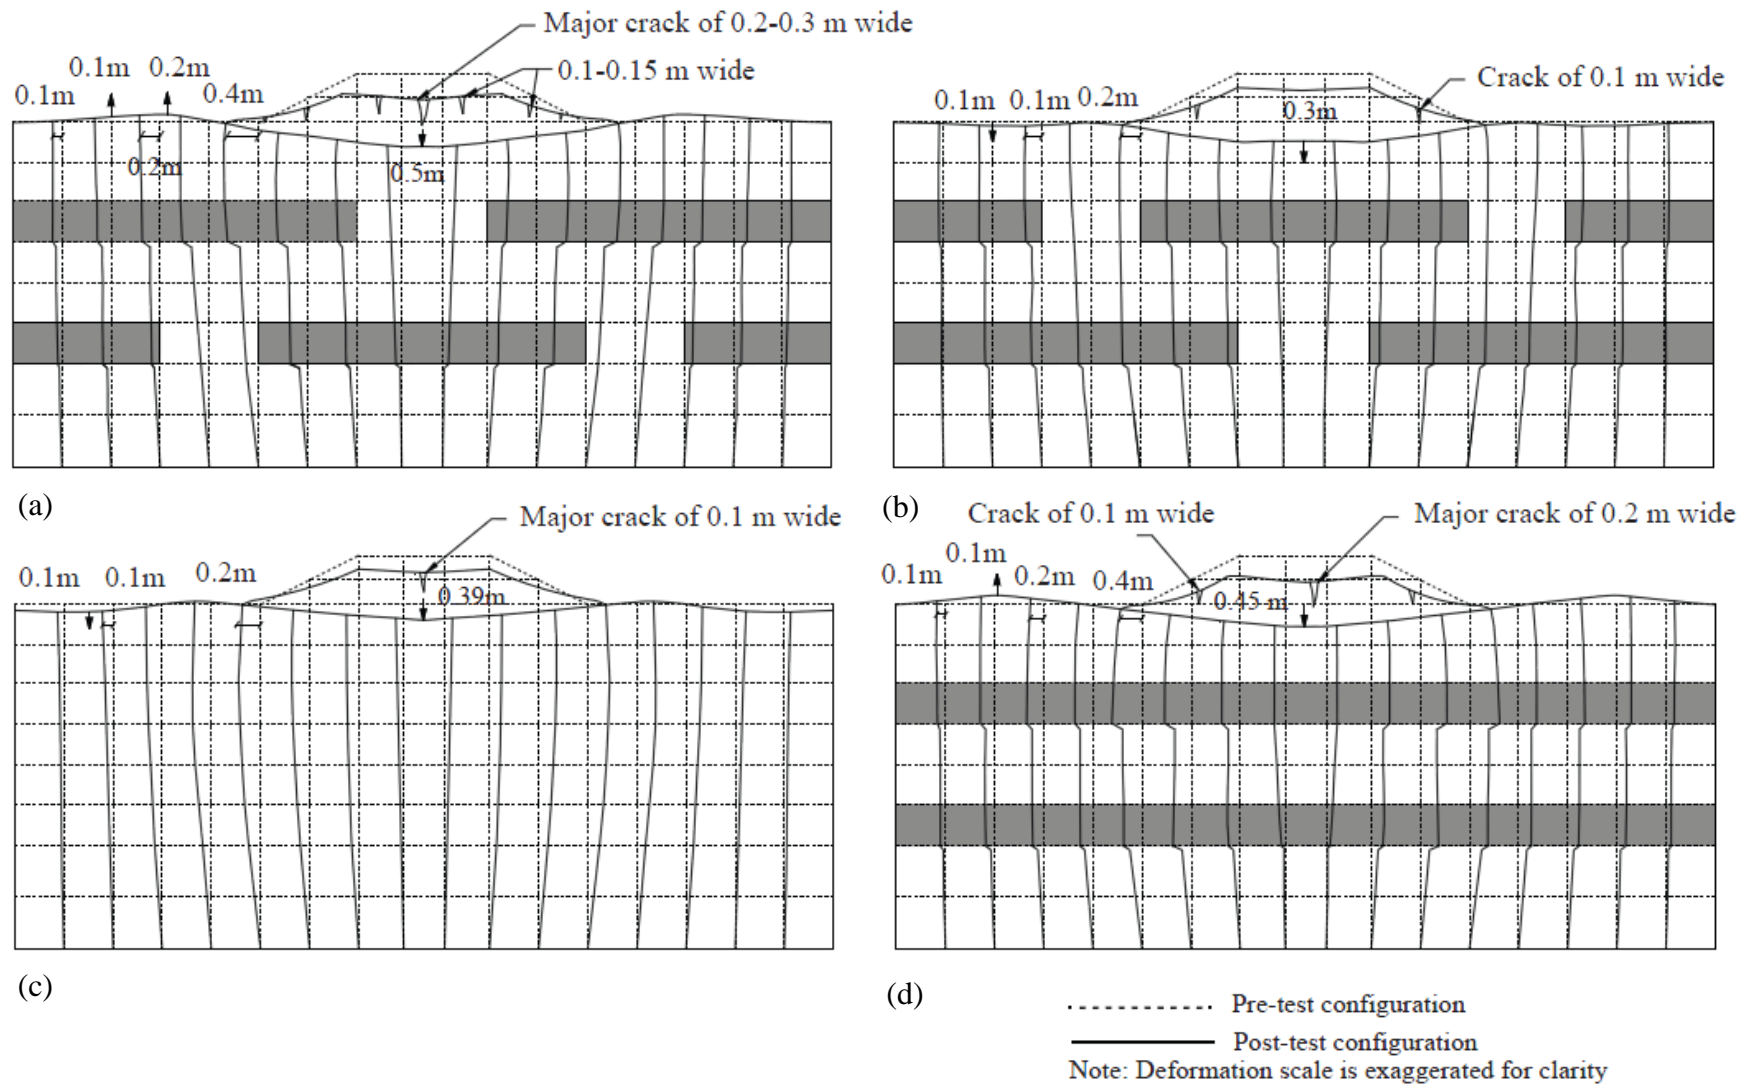 Major crack of 0.2-0.3 m wide
0.1m 0.2m 0.1-0.15 m wide
0.1m 0.4m
0.2m 0.5m
(a)
Crack of 0.1 m wide
0.1m 0.1m 0.2m
0.3m
(b)
Major crack of 0.1 m wide
0.1m 0.1m 0.2m
0.39m
(c)
Crack of 0.1 m wide Major crack of 0.2 m wide
0.1m
0.1m 0.2m 0.4m
0.45 m
(d)
Pre-test configuration
Post-test configuration
Note: Deformation scale is exaggerated for clarity